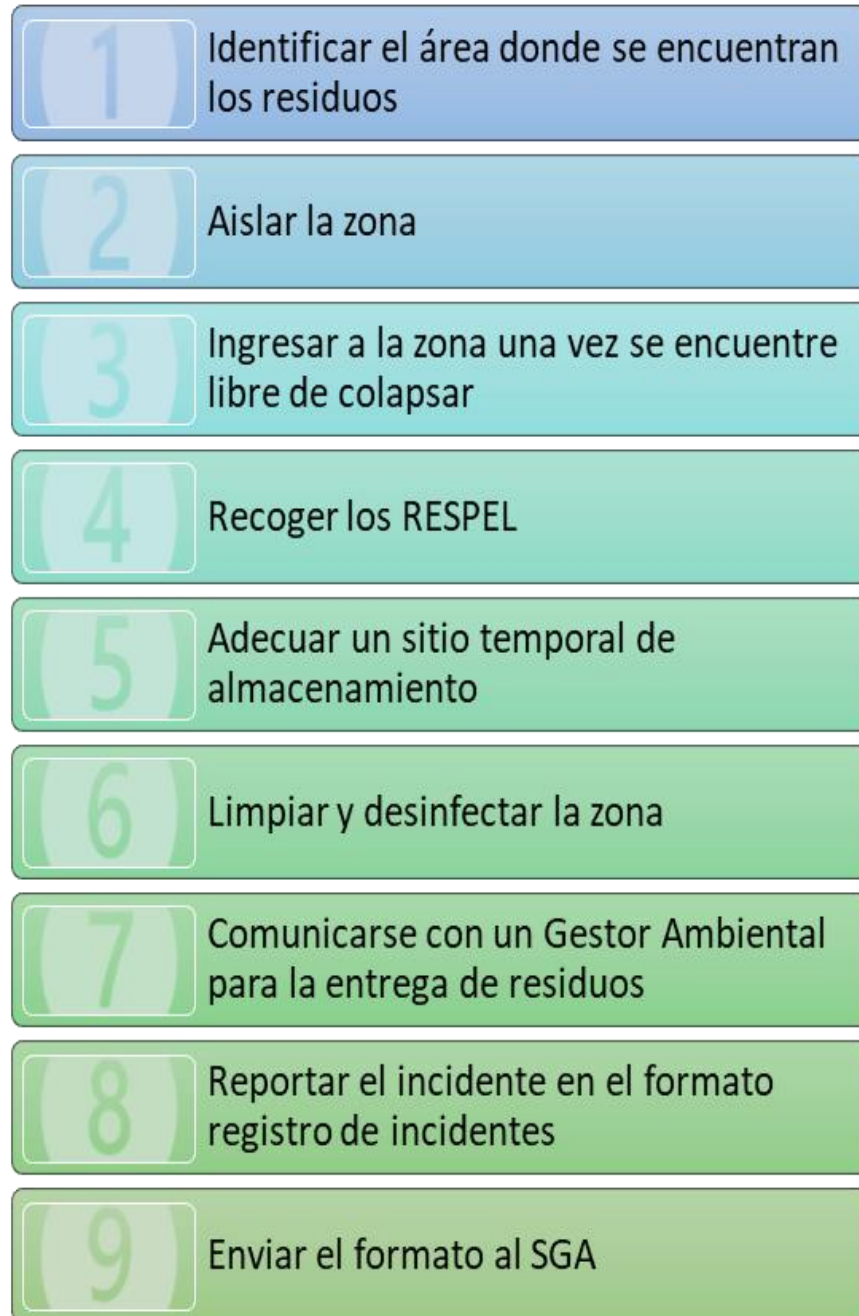 1
Identificar el área donde se encuentran
los residuos
2
Aislar la zona
3
Ingresar a la zona una vez se encuentre
libre de colapsar
4
Recoger los RESPEL
5
Adecuar un sitio temporal de
almacenamiento
6
Limpiar y desinfectar la zona
7
Comunicarse con un Gestor Ambiental
para la entrega de residuos
8
Reportar el incidente en el formato
registro de incidentes
9
Enviar el formato al SGA